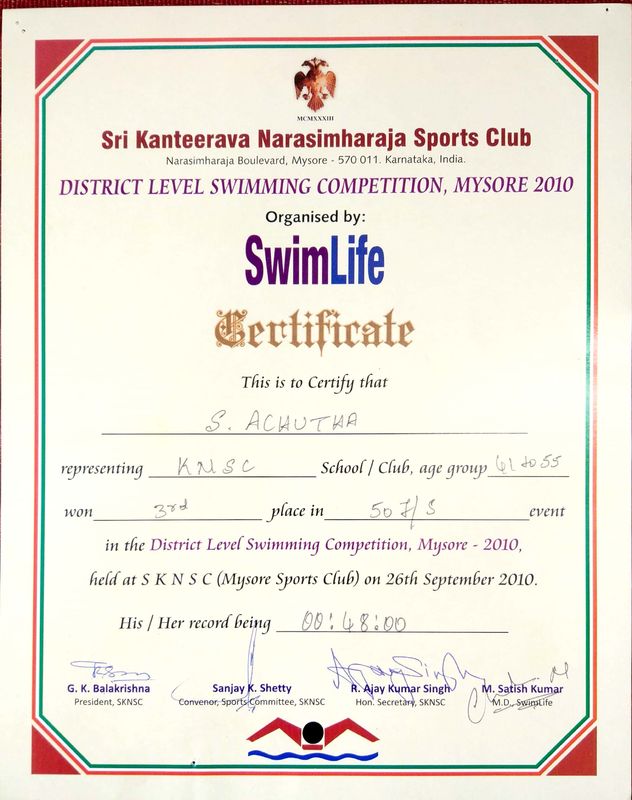 MCMXXXIII
Sri Kanteerava Narasimharaja Sports Club
Narasimharaja Boulevard, Mysore - 570 011. Karnataka, India.
DISTRICT LEVEL SWIMMING COMPETITION, MYSORE 2010
Organised by:
SwimLife
Certificate
This is to Certify that
S. ACHUTHA
representing KNSC School / Club, age group 41 to 55
won 3rd place in 50 F/S event
in the District Level Swimming Competition, Mysore - 2010,
held at S K N S C (Mysore Sports Club) on 26th September 2010.
His / Her record being 00:48:00
G. K. Balakrishna Sanjay K. Shetty R. Ajay Kumar Singh M. Satish Kumar
President, SKNSC Convenor, Sports Committee, SKNSC Hon. Secretary, SKNSC M.D., SwimLife